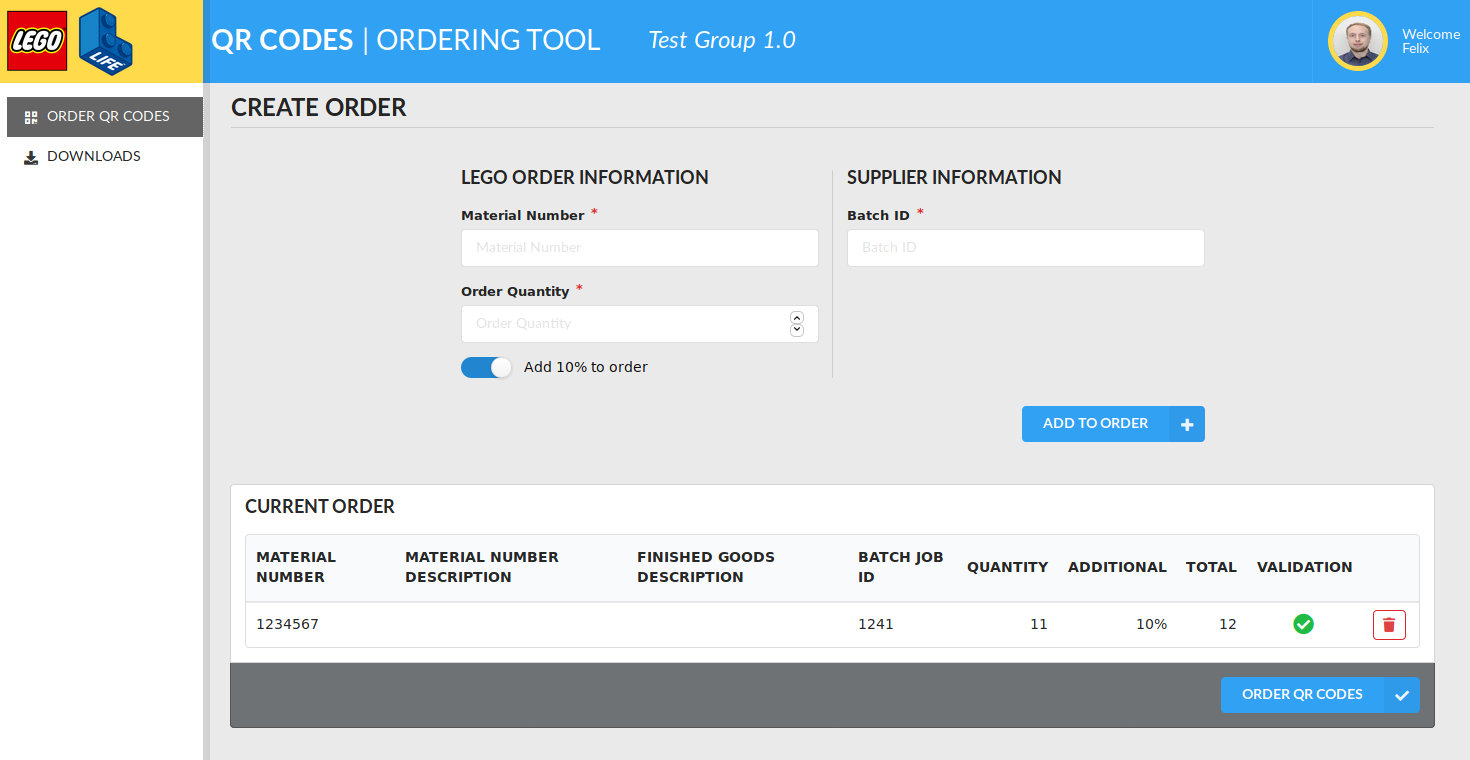 LEGO
LIFE
QR CODES | ORDERING TOOL
Test Group 1.0
Welcome
Felix
ORDER QR CODES
DOWNLOADS
CREATE ORDER
LEGO ORDER INFORMATION
Material Number *
Material Number
Order Quantity *
Order Quantity
Add 10% to order
SUPPLIER INFORMATION
Batch ID *
Batch ID
ADD TO ORDER
CURRENT ORDER
MATERIAL NUMBER
MATERIAL NUMBER DESCRIPTION
FINISHED GOODS DESCRIPTION
BATCH JOB ID
QUANTITY
ADDITIONAL
TOTAL
VALIDATION
1234567
1241
11
10%
12
ORDER QR CODES